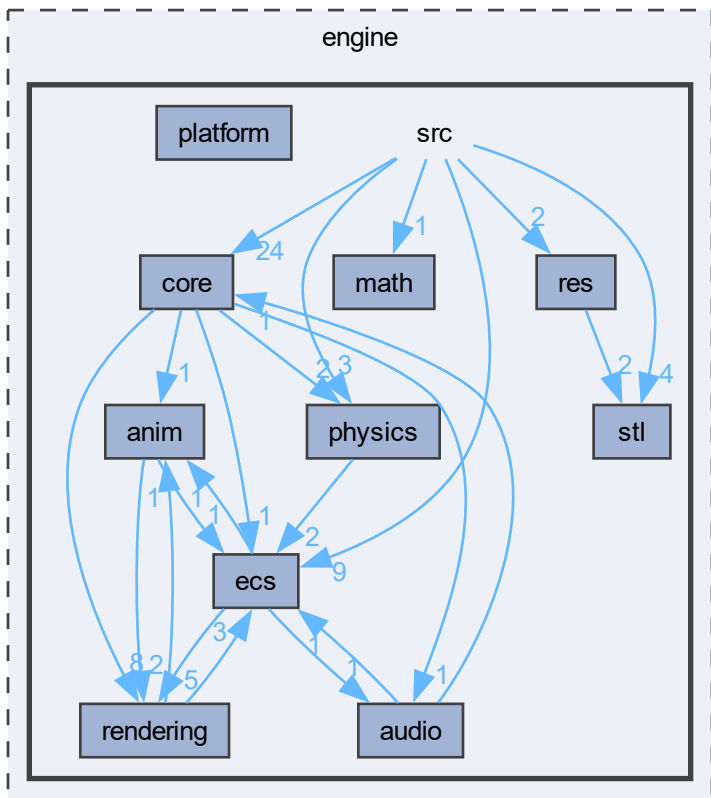 engine
platform
src
24
1
2
core
math
res
1
1
2
3
2
4
anim
physics
stl
1
1
1
1
2
9
ecs
8
2
5
3
1
1
1
rendering
audio